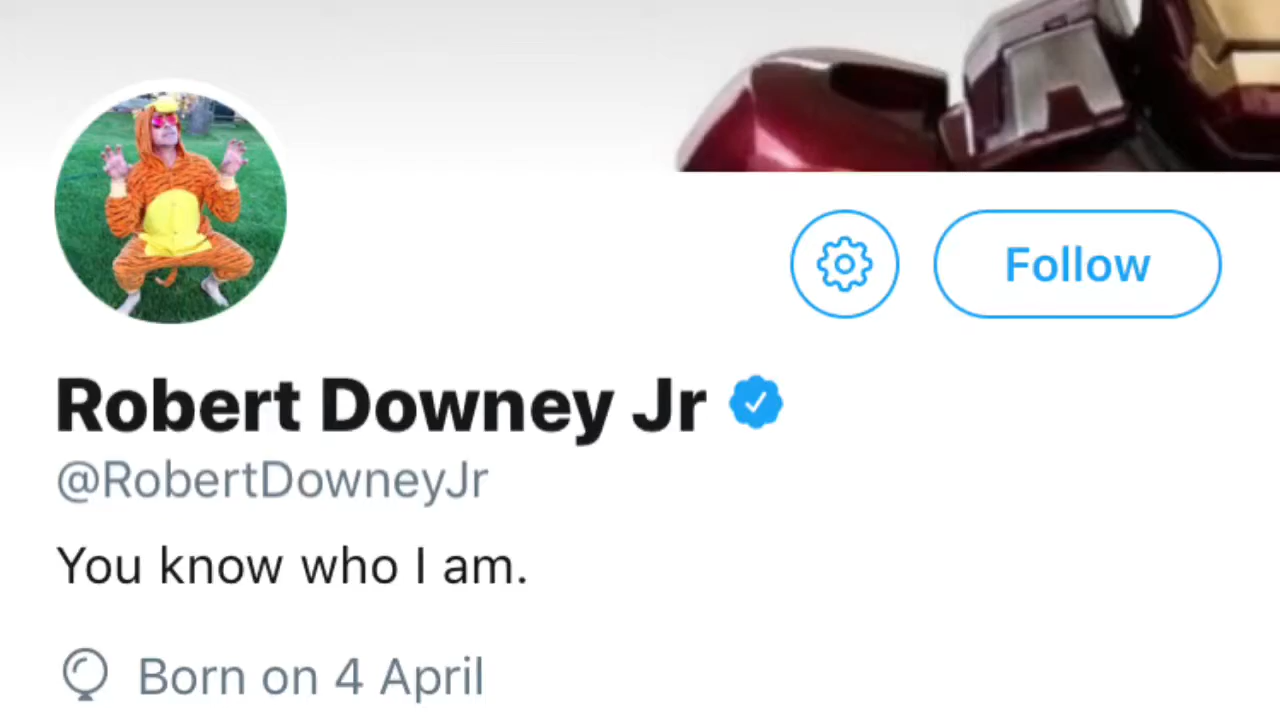 Follow
Robert Downey Jr
@RobertDowneyJr
You know who I am.
Born on 4 April